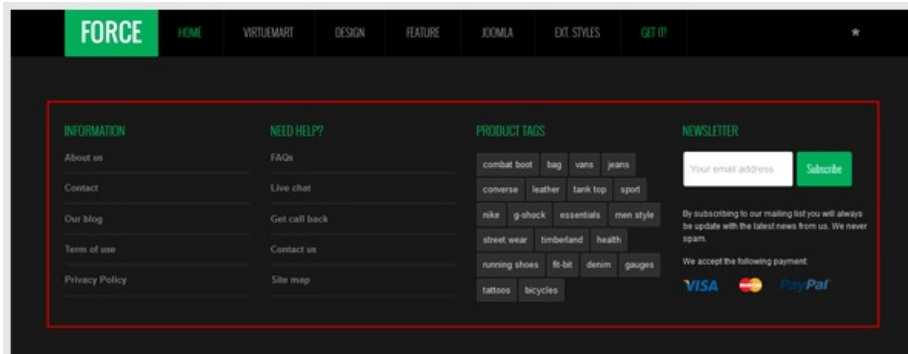 FORCE HOME VIRTUEMART DESIGN FEATURE JOOMLA EXT. STYLES GET IT!
INFORMATION
About us
Contact
Our blog
Term of use
Privacy Policy
NEED HELP?
FAQs
Live chat
Get call back
Contact us
Site map
PRODUCT TAGS
combat boot bag vans jeans
converse leather tank top sport
nike g-shock essentials men style
street wear timberland health
running shoes fit-bit denim gauges
tattoos bicycles
NEWSLETTER
Your email address Subscribe
By subscribing to our mailing list you will always
be update with the latest news from us. We never
spam.
We accept the following payment:
VISA MasterCard PayPal